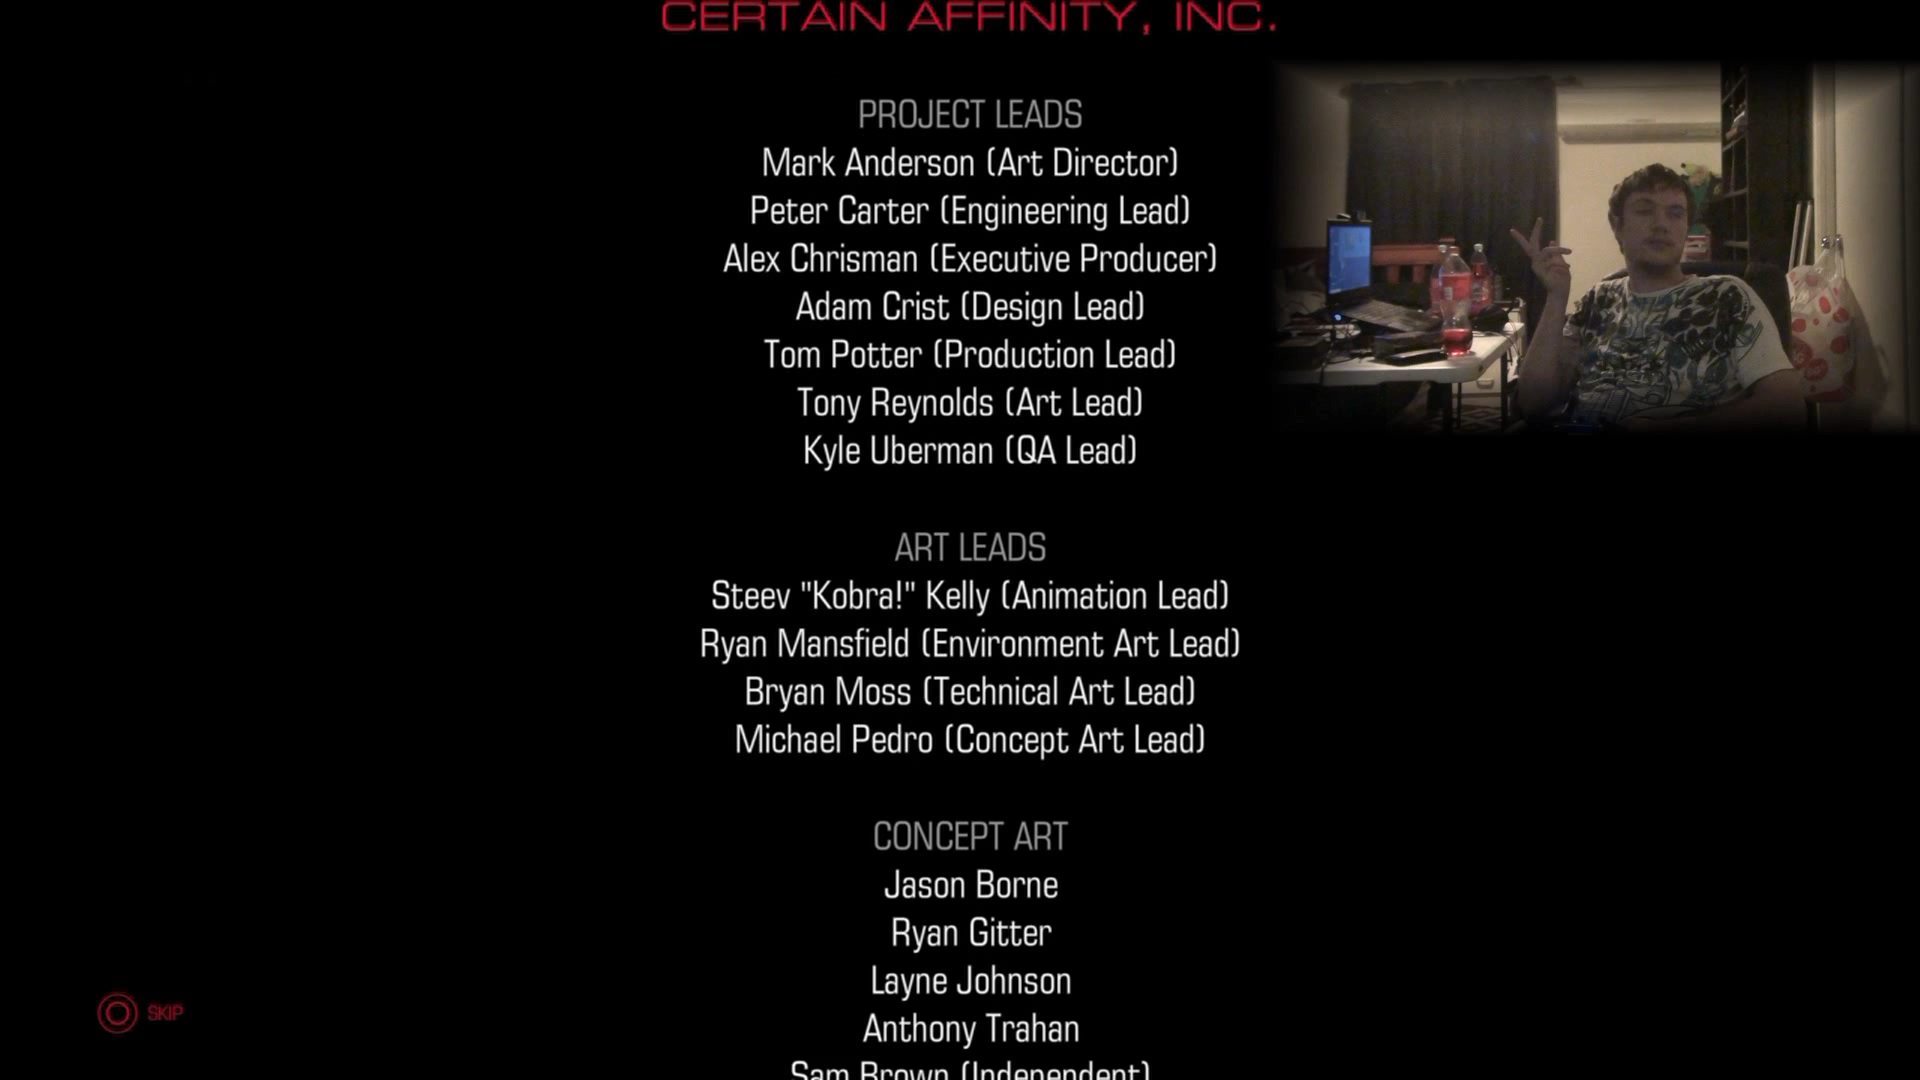 CERTAIN AFFINITY, INC.
PROJECT LEADS
Mark Anderson (Art Director)
Peter Carter (Engineering Lead)
Alex Chrisman (Executive Producer)
Adam Crist (Design Lead)
Tom Potter (Production Lead)
Tony Reynolds (Art Lead)
Kyle Uberman (QA Lead)
ART LEADS
Steev "Kobra!" Kelly (Animation Lead)
Ryan Mansfield (Environment Art Lead)
Bryan Moss (Technical Art Lead)
Michael Pedro (Concept Art Lead)
CONCEPT ART
Jason Borne
Ryan Gitter
Layne Johnson
Anthony Trahan
Sam Brown (Independent)
SKIP